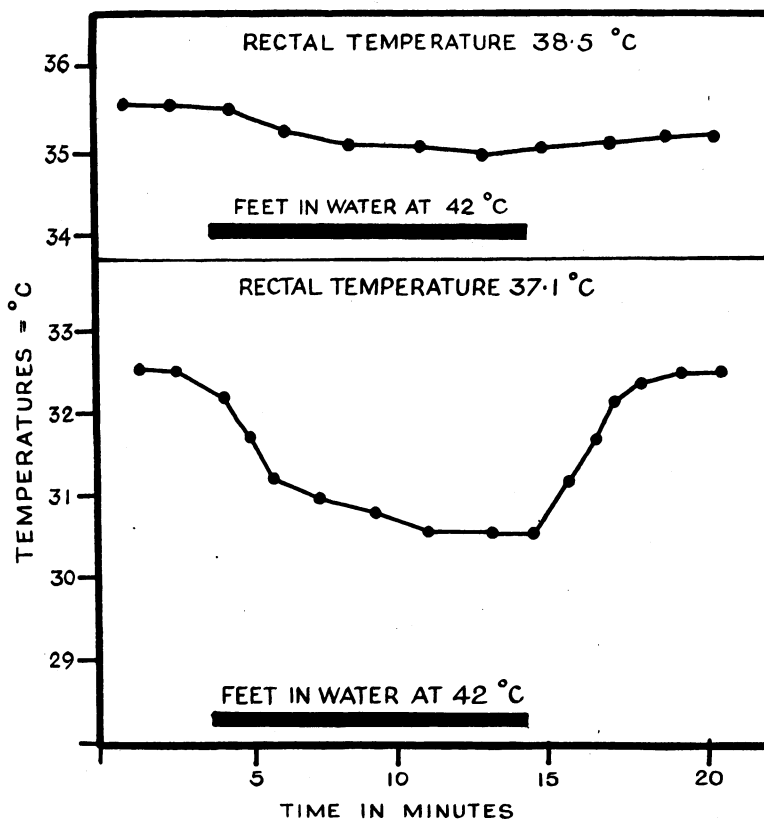 RECTAL TEMPERATURE 38·5 °C
36
35
FEET IN WATER AT 42 °C
34
RECTAL TEMPERATURE 37·1 °C
33
32
31
30
29
TEMPERATURES = °C
FEET IN WATER AT 42 °C
5 10 15 20
TIME IN MINUTES